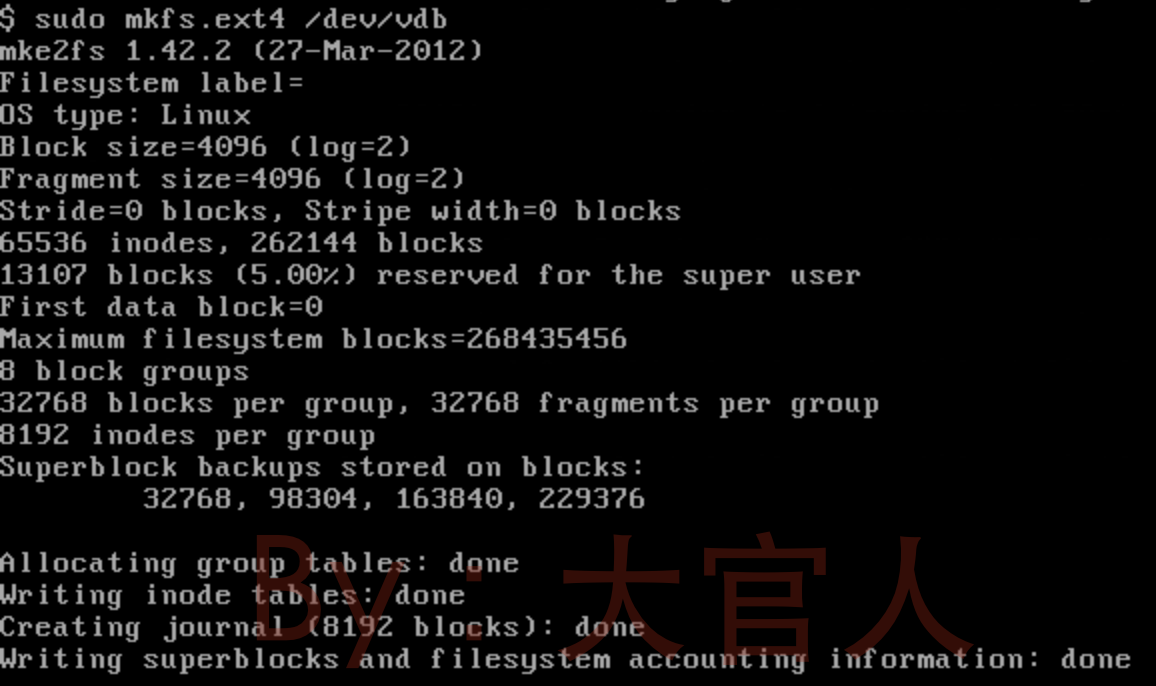 $ sudo mkfs.ext4 /dev/vdb
mke2fs 1.42.2 (27-Mar-2012)
Filesystem label=
OS type: Linux
Block size=4096 (log=2)
Fragment size=4096 (log=2)
Stride=0 blocks, Stripe width=0 blocks
65536 inodes, 262144 blocks
13107 blocks (5.00%) reserved for the super user
First data block=0
Maximum filesystem blocks=268435456
8 block groups
32768 blocks per group, 32768 fragments per group
8192 inodes per group
Superblock backups stored on blocks:
        32768, 98304, 163840, 229376

Allocating group tables: done
Writing inode tables: done
Creating journal (8192 blocks): done
Writing superblocks and filesystem accounting information: done
By: 大官人